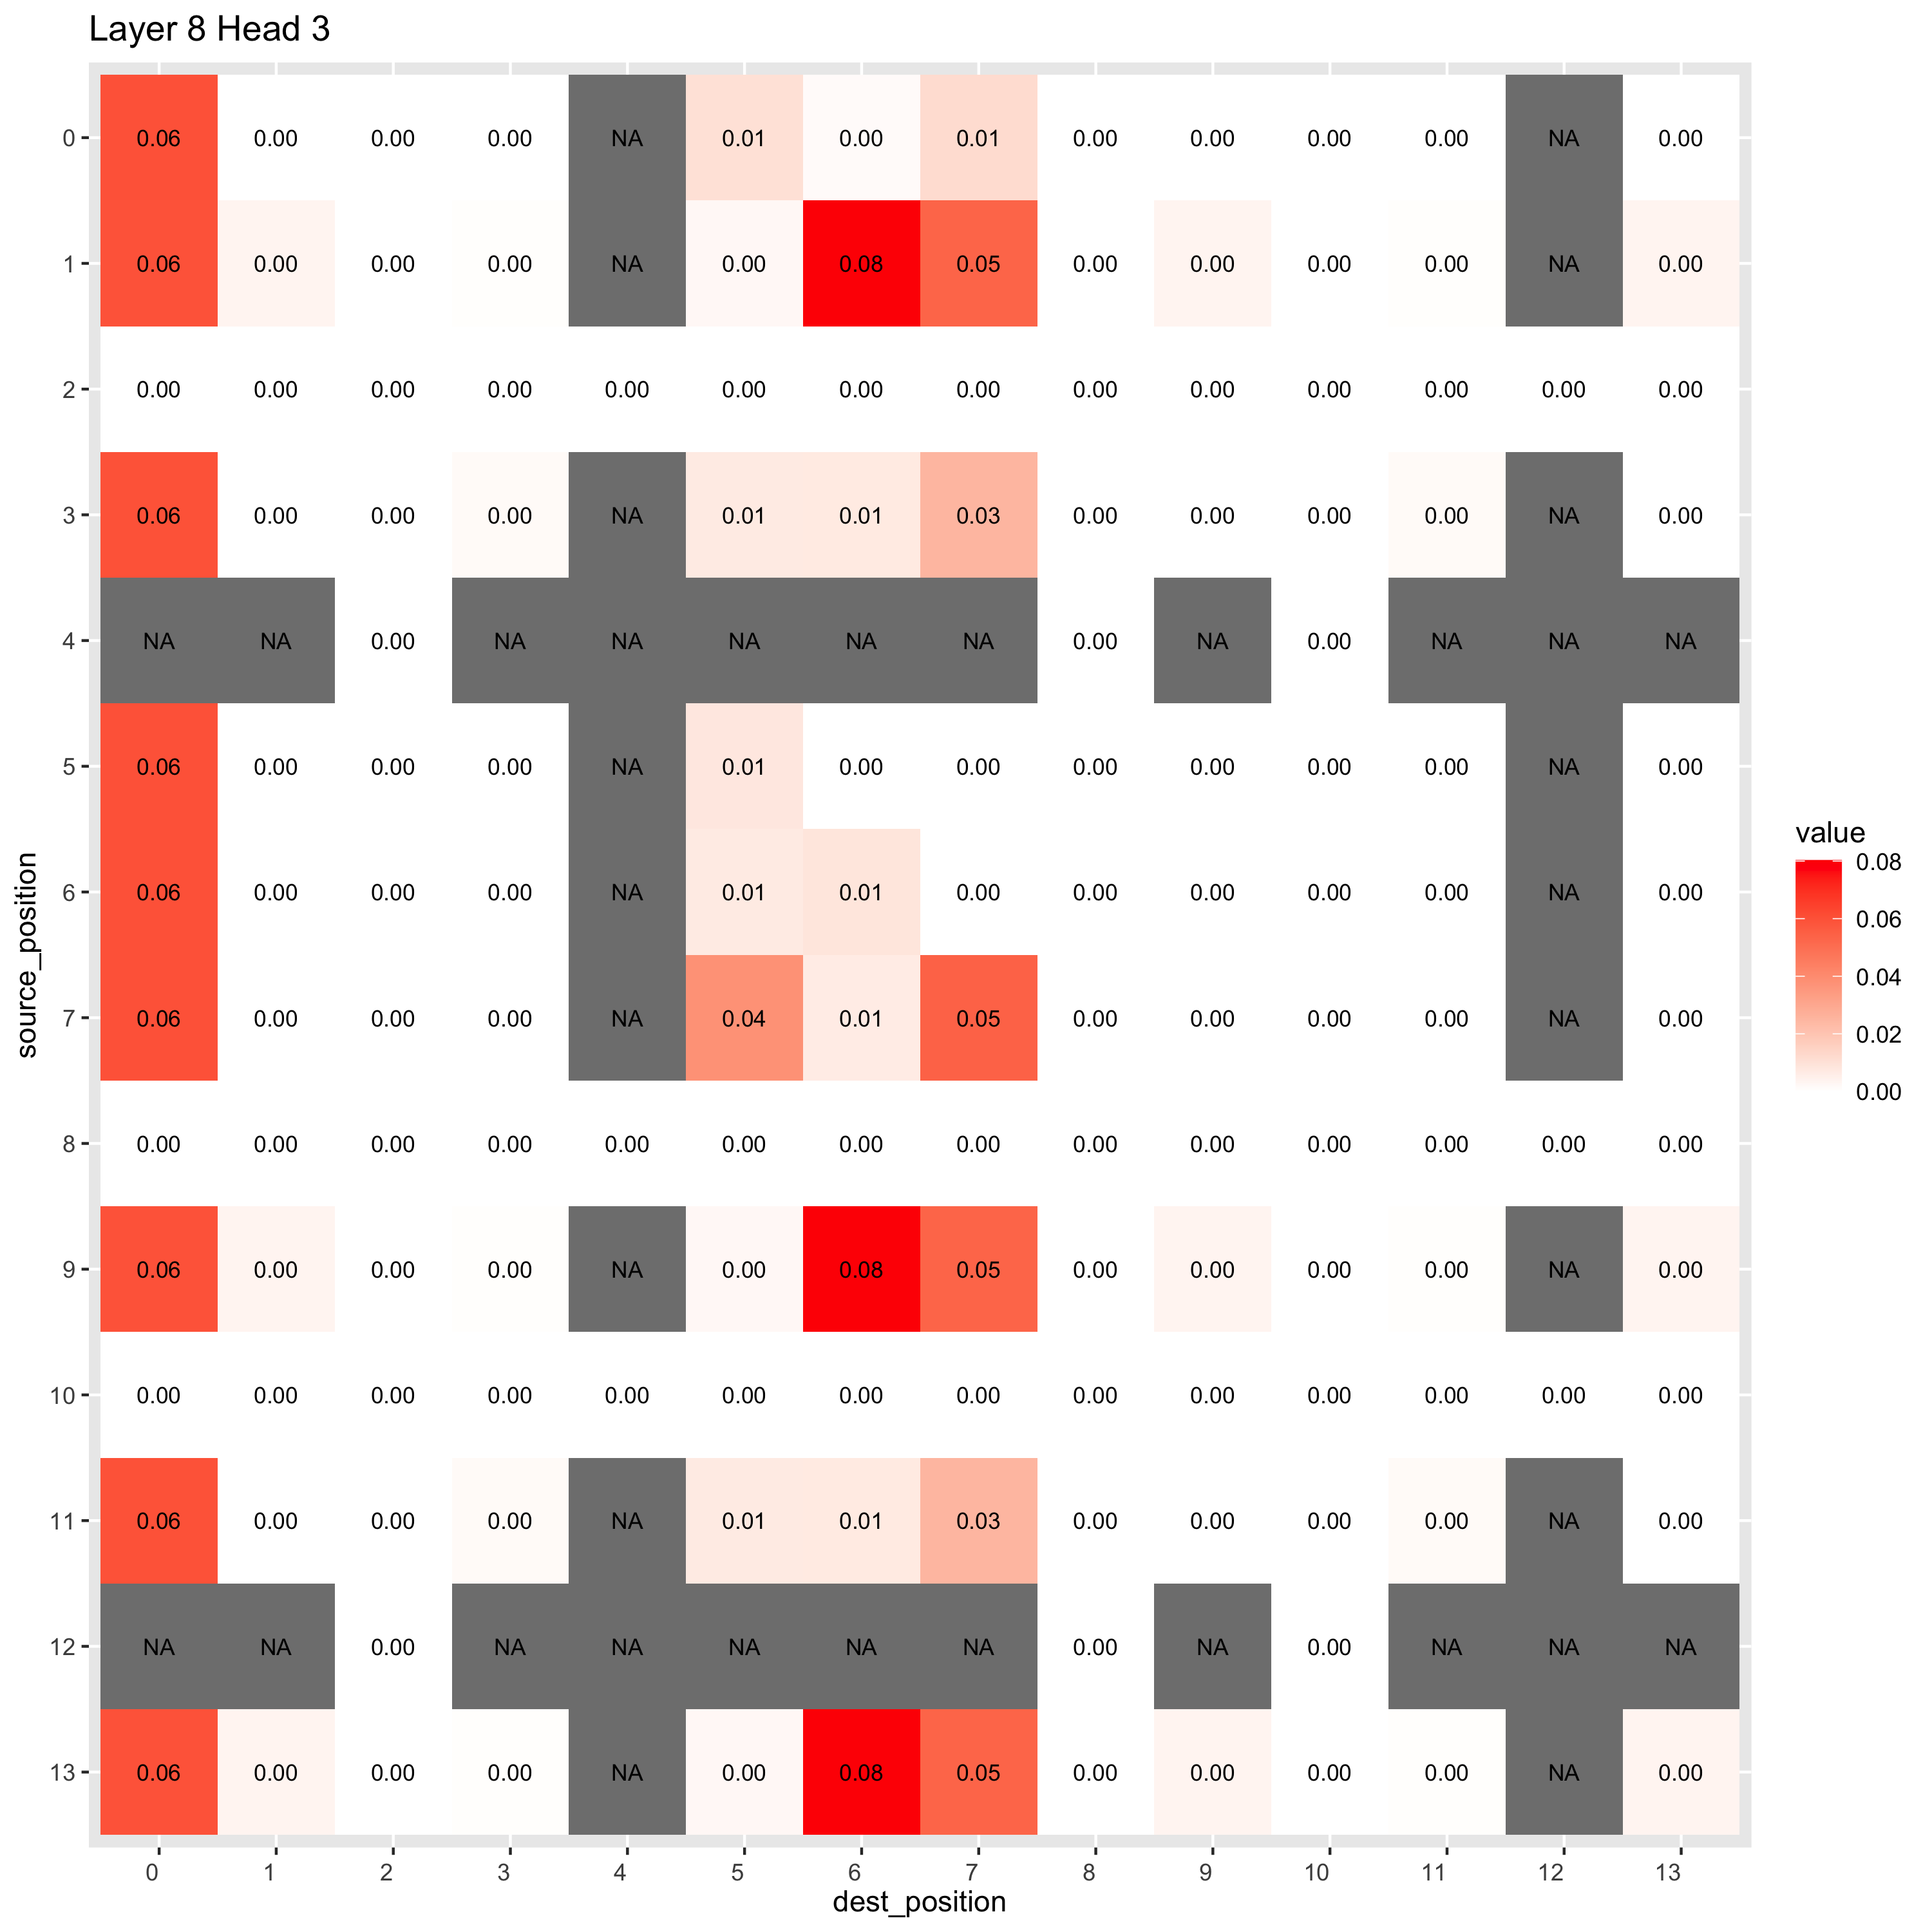 Layer 8 Head 3
0 0.06 0.00 0.00 0.00 NA 0.01 0.00 0.01 0.00 0.00 0.00 0.00 NA 0.00
1 0.06 0.00 0.00 0.00 NA 0.00 0.08 0.05 0.00 0.00 0.00 0.00 NA 0.00
2 0.00 0.00 0.00 0.00 0.00 0.00 0.00 0.00 0.00 0.00 0.00 0.00 0.00 0.00
3 0.06 0.00 0.00 0.00 NA 0.01 0.01 0.03 0.00 0.00 0.00 0.00 NA 0.00
4 NA NA 0.00 NA NA NA NA NA 0.00 NA 0.00 NA NA NA
5 0.06 0.00 0.00 0.00 NA 0.01 0.00 0.00 0.00 0.00 0.00 0.00 NA 0.00
6 0.06 0.00 0.00 0.00 NA 0.01 0.01 0.00 0.00 0.00 0.00 0.00 NA 0.00
7 0.06 0.00 0.00 0.00 NA 0.04 0.01 0.05 0.00 0.00 0.00 0.00 NA 0.00
8 0.00 0.00 0.00 0.00 0.00 0.00 0.00 0.00 0.00 0.00 0.00 0.00 0.00 0.00
9 0.06 0.00 0.00 0.00 NA 0.00 0.08 0.05 0.00 0.00 0.00 0.00 NA 0.00
10 0.00 0.00 0.00 0.00 0.00 0.00 0.00 0.00 0.00 0.00 0.00 0.00 0.00 0.00
11 0.06 0.00 0.00 0.00 NA 0.01 0.01 0.03 0.00 0.00 0.00 0.00 NA 0.00
12 NA NA 0.00 NA NA NA NA NA 0.00 NA 0.00 NA NA NA
13 0.06 0.00 0.00 0.00 NA 0.00 0.08 0.05 0.00 0.00 0.00 0.00 NA 0.00
0 1 2 3 4 5 6 7 8 9 10 11 12 13
dest_position
source_position
value
0.08
0.06
0.04
0.02
0.00